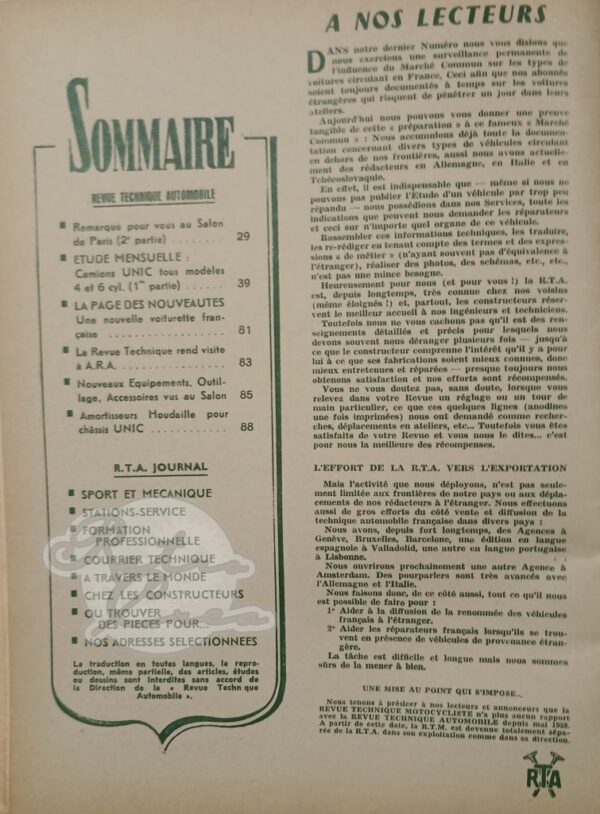 SOMMAIRE
REVUE TECHNIQUE AUTOMOBILE
Remarqué pour vous au Salon
de Paris (2e partie) ........ 29
ETUDE MENSUELLE :
Camions UNIC tous modèles
4 et 6 cyl. (1re partie) ...... 39
LA PAGE DES NOUVEAUTES
Une nouvelle voiturette fran-
çaise .................... 81
La Revue Technique rend visite
à A.R.A. ................ 83
Nouveaux Equipements, Outil-
lage, Accessoires vus au Salon 85
Amortisseurs Houdaille pour
châssis UNIC ............ 88
R.T.A. JOURNAL
SPORT ET MECANIQUE
STATIONS-SERVICE
FORMATION
PROFESSIONNELLE
COURRIER TECHNIQUE
A TRAVERS LE MONDE
CHEZ LES CONSTRUCTEURS
OU TROUVER
DES PIECES POUR...
NOS ADRESSES SELECTIONNEES
La traduction en toutes langues, la repro-
duction, même partielle, des articles, études
ou dessins sont interdites sans accord de
la Direction de la « Revue Technique
Automobile ».
A NOS LECTEURS
DANS notre dernier Numéro nous vous disions que
nous exercions une surveillance permanente de
l'influence du Marché Commun sur les types de
voitures circulant en France, Ceci afin que nos abonnés
soient toujours documentés à temps sur les voitures
étrangères qui risquent de pénétrer un jour dans leurs
ateliers.
Aujourd'hui nous pouvons vous donner une preuve
tangible de cette « préparation » à ce fameux « Marché
Commun » : Nous accumulons déjà toute la documen-
tation concernant divers types de véhicules circulant
en dehors de nos frontières, aussi nous avons actuelle-
ment des rédacteurs en Allemagne, en Italie et en
Tchécoslovaquie.
En effet, il est indispensable que — même si nous ne
pouvons pas publier l'Etude d'un véhicule par trop peu
répandu — nous possédions dans nos Services, toute les
indications que peuvent nous demander les réparateurs
et ceci sur n'importe quel organe de ce véhicule.
Rassembler ces informations techniques, les traduire,
les re-rédiger en tenant compte des termes et des expres-
sions « de métier » (n'ayant souvent pas d'équivalence à
l'étranger), réaliser des photos, des schémas, etc., etc.,
n'est pas une mince besogne.
Heureusement pour nous (et pour vous !) la R.T.A.
est, depuis longtemps, très connue chez nos voisins
(même éloignés !) et, partout, les constructeurs réser-
vent le meilleur accueil à nos ingénieurs et techniciens.
Toutefois nous ne vous cachons pas qu'il est des ren-
seignements détaillés et précis pour lesquels nous
devons souvent nous déranger plusieurs fois — jusqu'à
ce que le constructeur comprenne l'intérêt qu'il y a pour
lui à ce que ses fabrications soient mieux connues, donc
mieux entretenues et réparées — presque toujours nous
obtenons satisfaction et nos efforts sont récompensés.
Vous ne vous doutez pas, sans doute, lorsque vous
relevez dans votre Revue un réglage ou un tour de
main particulier, ce que ces quelques lignes (anodines
une fois imprimées) nous ont demandé comme recher-
ches, déplacements en ateliers, etc... Toutefois vous êtes
satisfaits de votre Revue et vous nous le dites... c'est
pour nous la meilleure des récompenses.
L'EFFORT DE LA R.T.A. VERS L'EXPORTATION
Mais l'activité que nous déployons, n'est pas seule-
ment limitée aux frontières de notre pays ou aux dépla-
cements de nos rédacteurs à l'étranger. Nous effectuons
aussi de gros efforts du côté vente et diffusion de la
technique automobile française dans divers pays :
Nous avons, depuis fort longtemps, des Agences à
Genève, Bruxelles, Barcelone, une édition en langue
espagnole à Valladolid, une autre en langue portugaise
à Lisbonne.
Nous ouvrirons prochainement une autre Agence à
Amsterdam. Des pourparlers sont très avancés avec
l'Allemagne et l'Italie.
Nous faisons donc, de ce côté aussi, tout ce qu'il nous
est possible de faire pour :
1° Aider à la diffusion de la renommée des véhicules
français à l'étranger.
2° Aider les réparateurs français lorsqu'ils se trou-
vent en présence de véhicules de provenance étran-
gère.
La tâche est difficile et longue mais nous sommes
sûrs de la mener à bien.
UNE MISE AU POINT QUI S'IMPOSE...
Nous tenons à préciser à nos lecteurs et annonceurs que la
REVUE TECHNIQUE MOTOCYCLISTE n'a plus aucun rapport
avec la REVUE TECHNIQUE AUTOMOBILE depuis mai 1958.
A partir de cette date, la R.T.M. est devenue totalement sépa-
rée de la R.T.A. dans son exploitation comme dans sa direction.
RTA